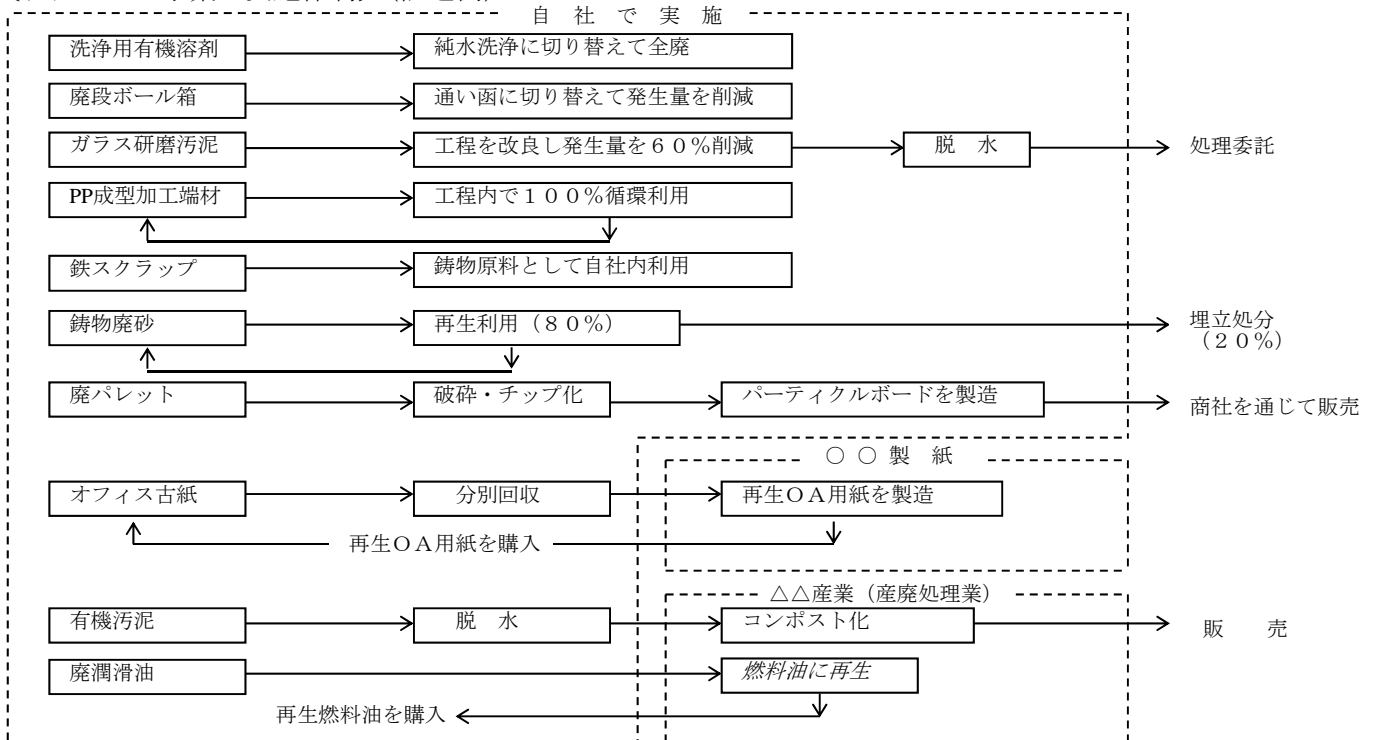 自 社 で 実 施
洗浄用有機溶剤
純水洗浄に切り替えて全廃
廃段ボール箱
通い函に切り替えて発生量を削減
ガラス研磨汚泥
工程を改良し発生量を６０％削減
脱 水
処理委託
PP成型加工端材
工程内で１００％循環利用
鉄スクラップ
鋳物原料として自社内利用
鋳物廃砂
再生利用（８０％）
埋立処分
（２０％）
廃パレット
破砕・チップ化
パーティクルボードを製造
商社を通じて販売
〇 〇 製 紙
オフィス古紙
分別回収
再生ＯＡ用紙を製造
再生ＯＡ用紙を購入
△△産業（産廃処理業）
有機汚泥
脱 水
コンポスト化
販 売
廃潤滑油
燃料油に再生
再生燃料油を購入